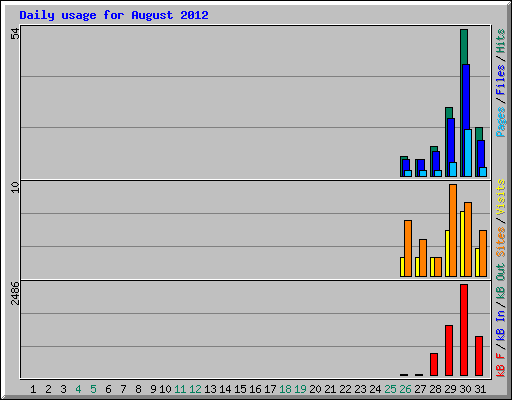 Daily usage for August 2012
54
Pages / Files / Hits
10
Sites / Visits
2486
kB F / kB In / kB Out
1 2 3 4 5 6 7 8 9 10 11 12 13 14 15 16 17 18 19 20 21 22 23 24 25 26 27 28 29 30 31